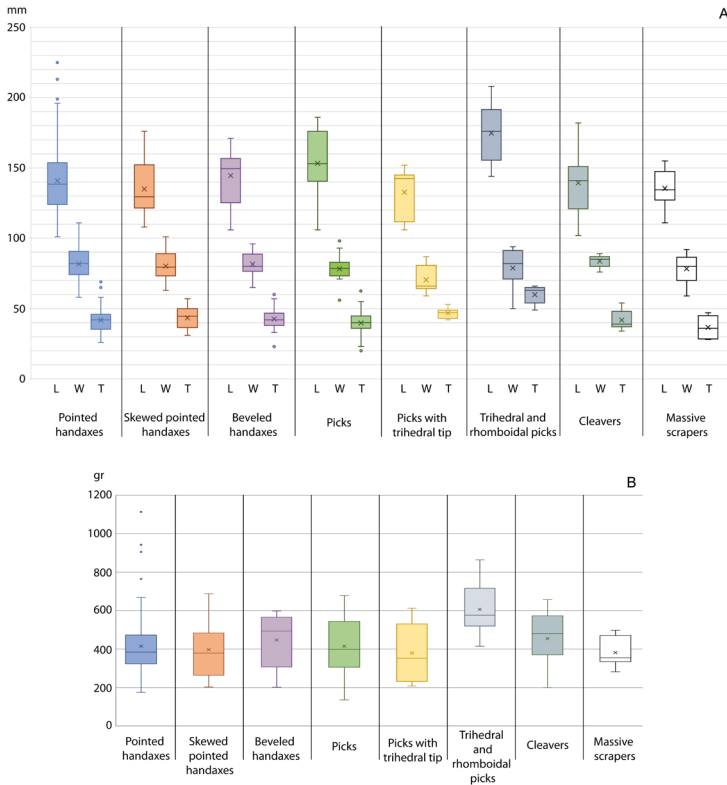 mm
A
250
200
150
100
50
0
L W T L W T L W T L W T L W T L W T L W T L W T
Pointed handaxes
Skewed pointed handaxes
Beveled handaxes
Picks
Picks with trihedral tip
Trihedral and rhomboidal picks
Cleavers
Massive scrapers
gr
B
1200
1000
800
600
400
200
0
Pointed handaxes
Skewed pointed handaxes
Beveled handaxes
Picks
Picks with trihedral tip
Trihedral and rhomboidal picks
Cleavers
Massive scrapers